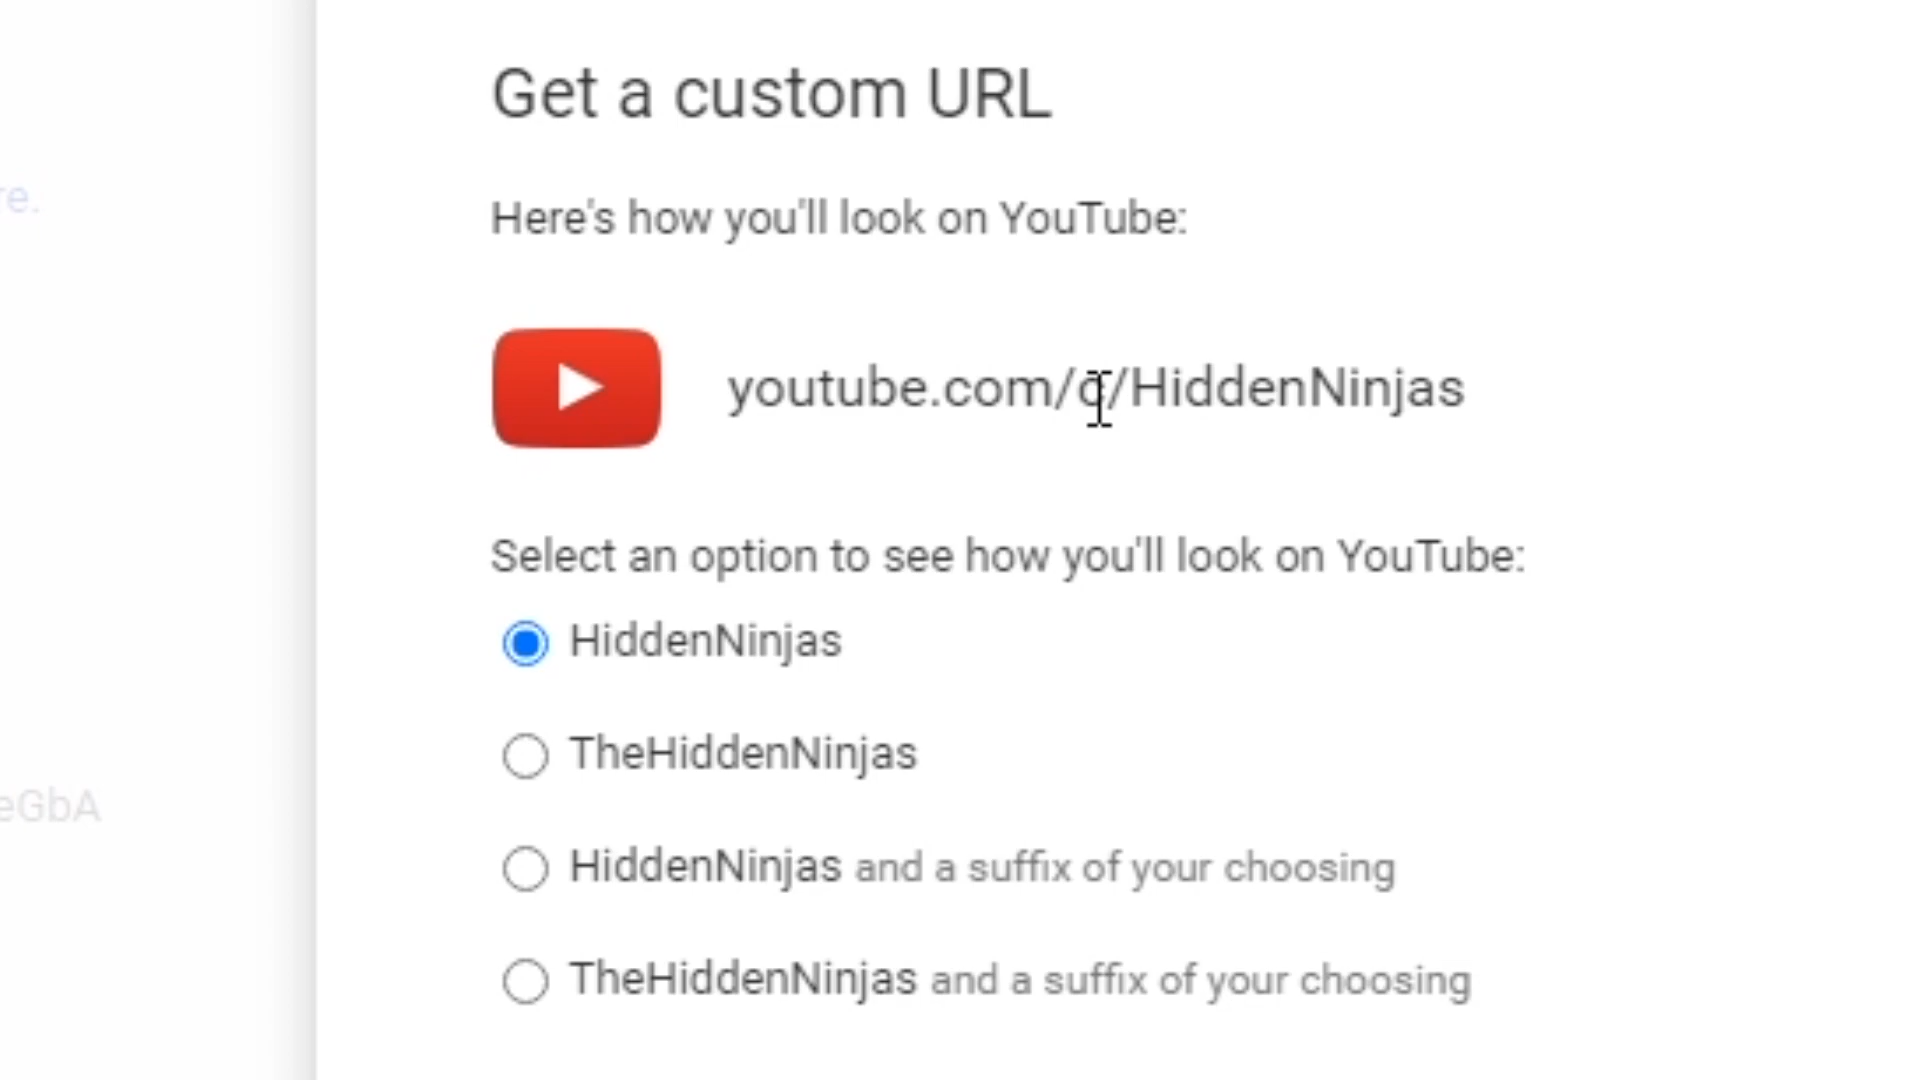 Get a custom URL
re.
Here's how you'll look on YouTube:
youtube.com/c/HiddenNinjas
Select an option to see how you'll look on YouTube:
HiddenNinjas
TheHiddenNinjas
eGbA
HiddenNinjas and a suffix of your choosing
TheHiddenNinjas and a suffix of your choosing